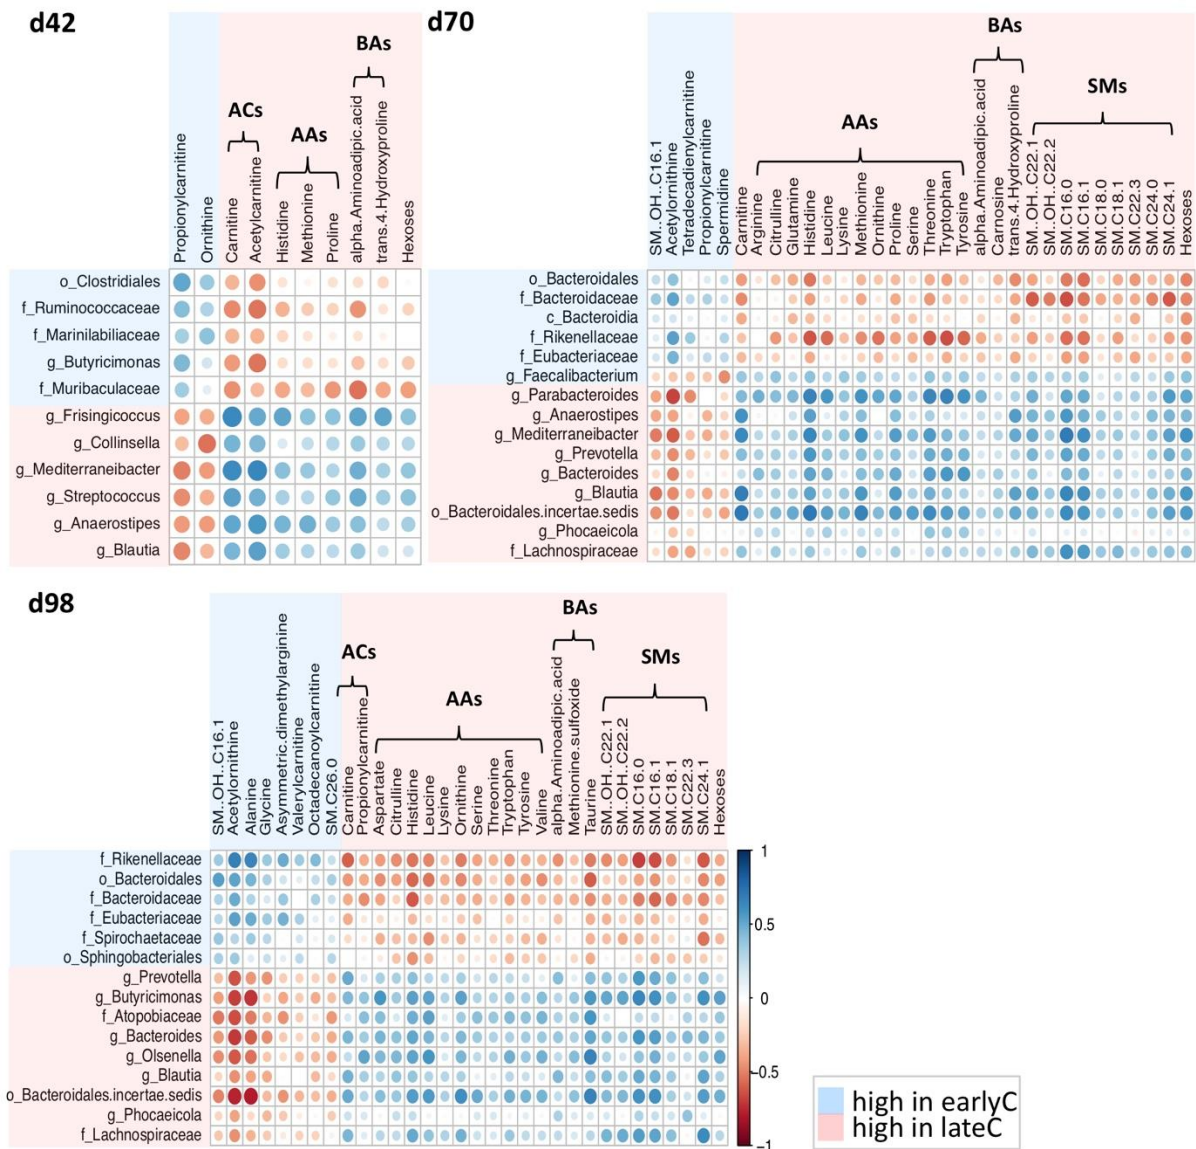 d42
BAs
ACs
AAs
Propionylcarnitine
Ornithine
Carnitine
Acetylcarnitine
Histidine
Methionine
Proline
alpha.Aminoadipic.acid
trans.4.Hydroxyproline
Hexoses
o_Clostridiales
f_Ruminococcaceae
f_Marinilabiliaceae
g_Butyricimonas
f_Muribaculaceae
g_Frisingicoccus
g_Collinsella
g_Mediterraneibacter
g_Streptococcus
g_Anaerostipes
g_Blautia
d70
BAs
SMs
AAs
SM..OH..C16.1
Acetylornithine
Tetradecadienylcarnitine
Propionylcarnitine
Spermidine
Carnitine
Arginine
Citrulline
Glutamine
Histidine
Leucine
Lysine
Methionine
Ornithine
Proline
Serine
Threonine
Tryptophan
Tyrosine
alpha.Aminoadipic.acid
Carnosine
trans.4.Hydroxyproline
SM..OH..C22.1
SM..OH..C22.2
SM.C16.0
SM.C16.1
SM.C18.0
SM.C18.1
SM.C22.3
SM.C24.0
SM.C24.1
Hexoses
o_Bacteroidales
f_Bacteroidaceae
c_Bacteroidia
f_Rikenellaceae
f_Eubacteriaceae
g_Faecalibacterium
g_Parabacteroides
g_Anaerostipes
g_Mediterraneibacter
g_Prevotella
g_Bacteroides
g_Blautia
o_Bacteroidales.incertae.sedis
g_Phocaeicola
f_Lachnospiraceae
d98
BAs
ACs
SMs
AAs
SM..OH..C16.1
Acetylornithine
Alanine
Glycine
Asymmetric.dimethylarginine
Valerylcarnitine
Octadecanoylcarnitine
SM.C26.0
Carnitine
Propionylcarnitine
Aspartate
Citrulline
Histidine
Leucine
Lysine
Ornithine
Serine
Threonine
Tryptophan
Tyrosine
Valine
alpha.Aminoadipic.acid
Methionine.sulfoxide
Taurine
SM..OH..C22.1
SM..OH..C22.2
SM.C16.0
SM.C16.1
SM.C18.1
SM.C22.3
SM.C24.1
Hexoses
f_Rikenellaceae
o_Bacteroidales
f_Bacteroidaceae
f_Eubacteriaceae
f_Spirochaetaceae
o_Sphingobacteriales
g_Prevotella
g_Butyricimonas
f_Atopobiaceae
g_Bacteroides
g_Olsenella
g_Blautia
o_Bacteroidales.incertae.sedis
g_Phocaeicola
f_Lachnospiraceae
1
0.5
0
−0.5
−1
high in earlyC
high in lateC